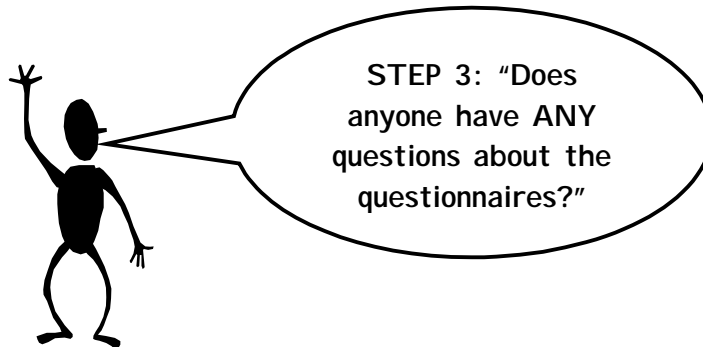 STEP 3: “Does
anyone have ANY
questions about the
questionnaires?”